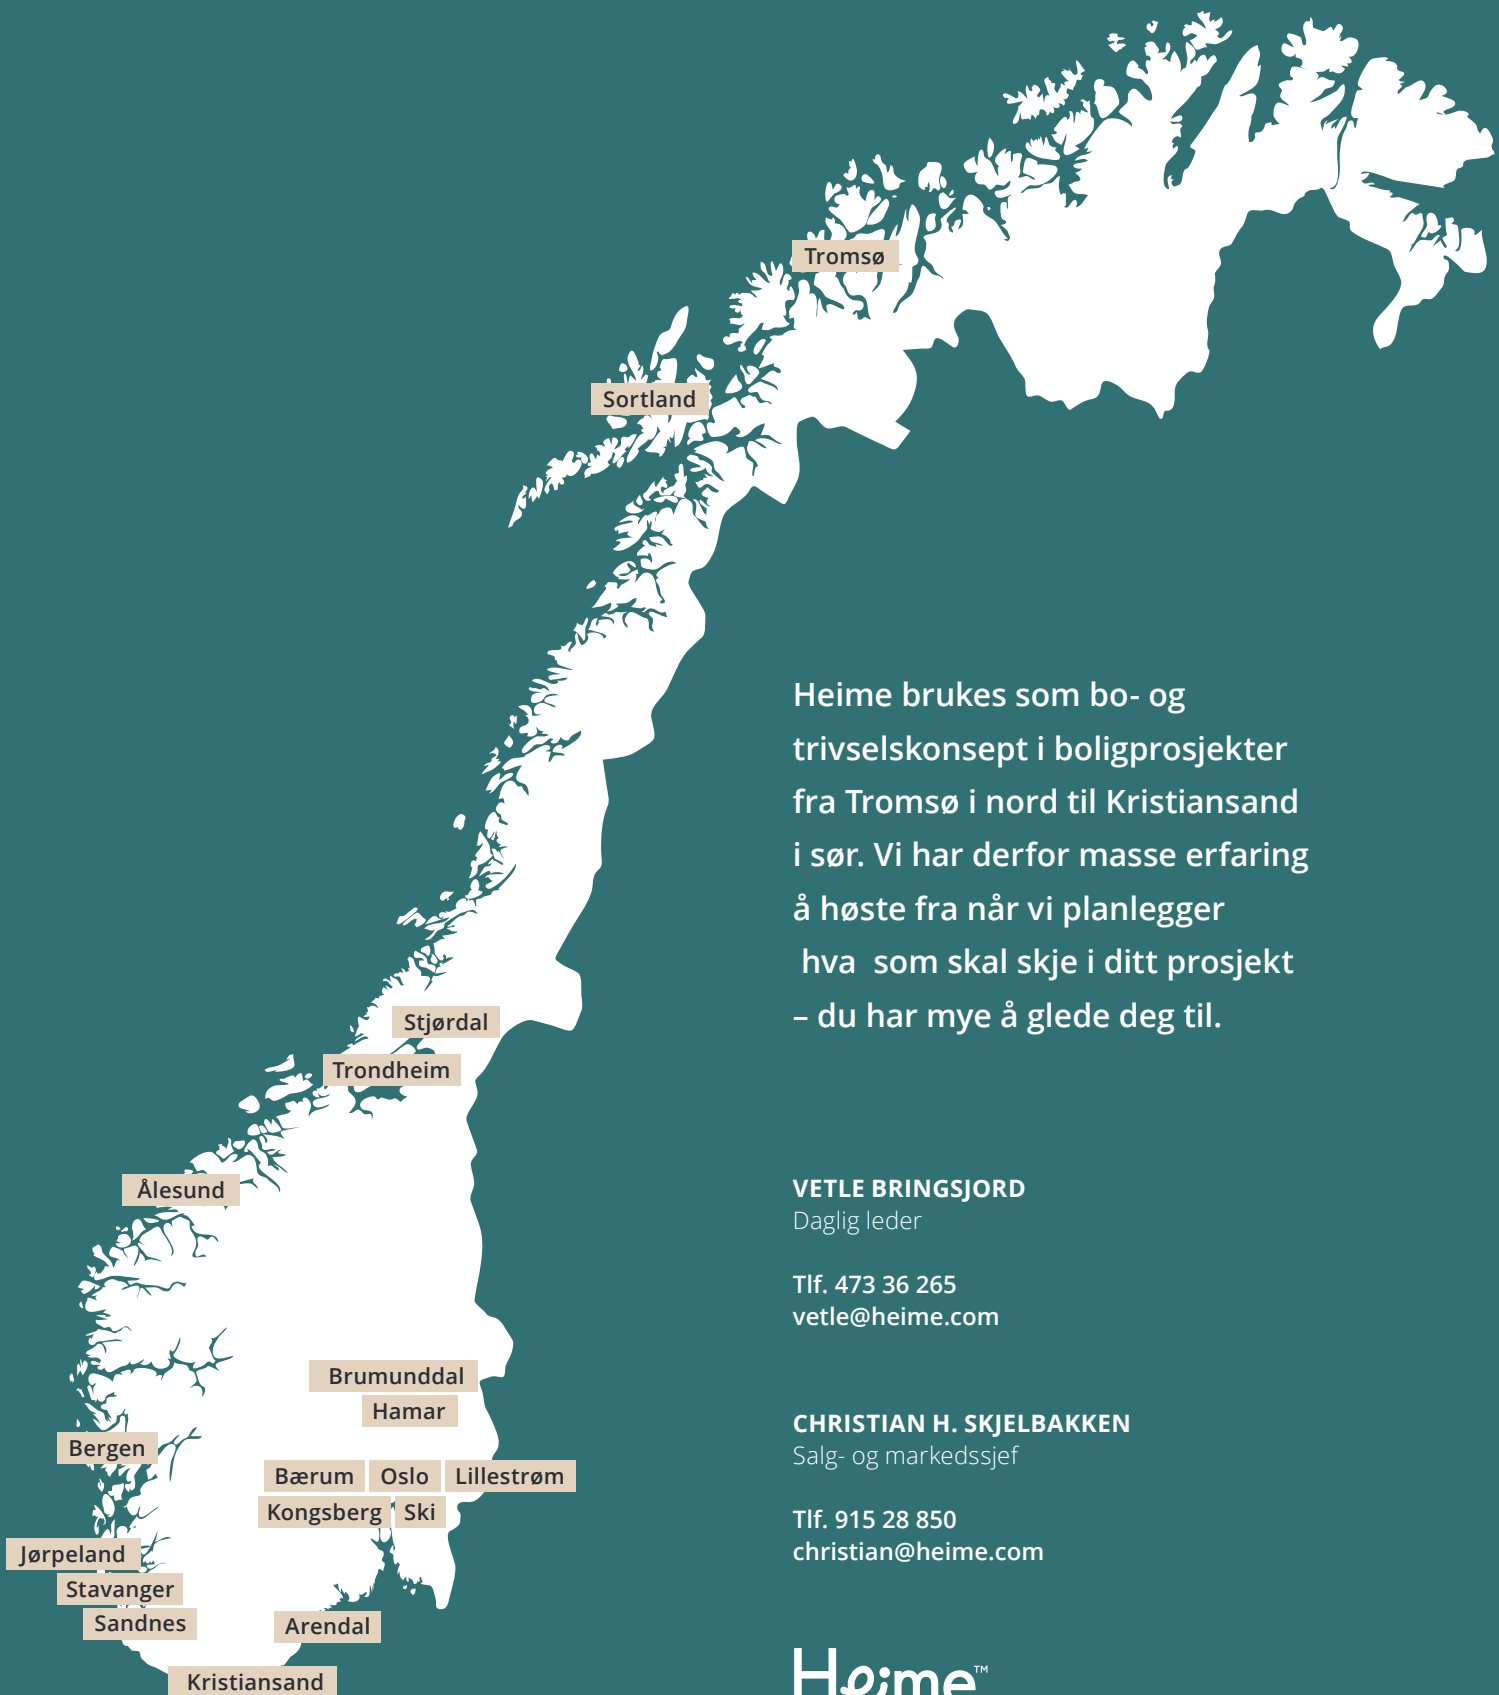 Tromsø
Sortland
Heime brukes som bo- og
trivselskonsept i boligprosjekter
fra Tromsø i nord til Kristiansand
i sør. Vi har derfor masse erfaring
å høste fra når vi planlegger
hva som skal skje i ditt prosjekt
– du har mye å glede deg til.
Stjørdal
Trondheim
Ålesund
Brumunddal
Hamar
Bergen
Bærum Oslo Lillestrøm
Kongsberg Ski
Jørpeland
Stavanger
Sandnes
Arendal
Kristiansand
VETLE BRINGSJORD
Daglig leder
Tlf. 473 36 265
vetle@heime.com
CHRISTIAN H. SKJELBAKKEN
Salg- og markedssjef
Tlf. 915 28 850
christian@heime.com
Heime™